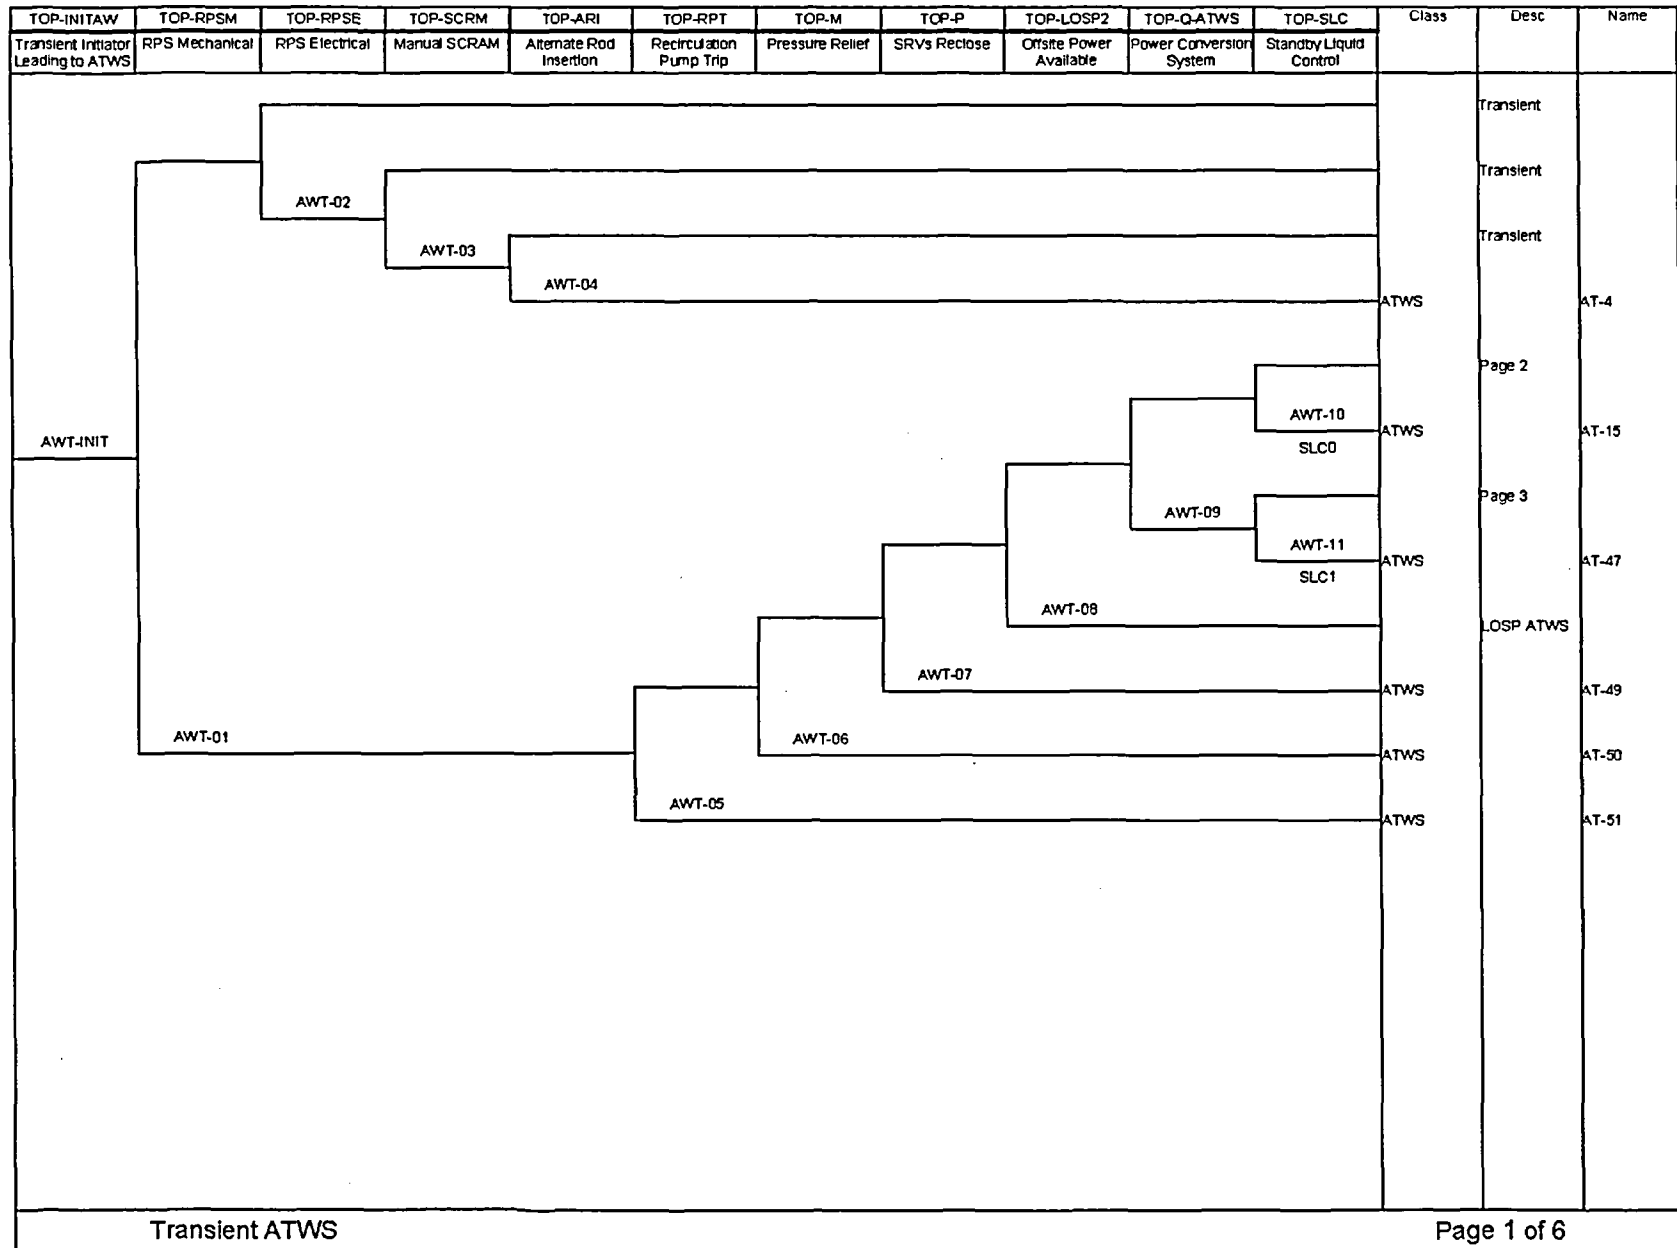 TOP-INITAW TOP-RPSM TOP-RPSE TOP-SCRM TOP-ARI TOP-RPT TOP-M TOP-P TOP-LOSP2 TOP-Q-ATWS TOP-SLC Class Desc Name
Transient Initiator Leading to ATWS
RPS Mechanical
RPS Electrical
Manual SCRAM
Alternate Rod Insertion
Recirculation Pump Trip
Pressure Relief
SRVs Reclose
Offsite Power Available
Power Conversion System
Standby Liquid Control
Transient
Transient
AWT-02
Transient
AWT-03
AWT-04
ATWS AT-4
Page 2
AWT-10
AWT-INIT
ATWS AT-15
SLC0
Page 3
AWT-09
AWT-11
ATWS AT-47
SLC1
AWT-08
LOSP ATWS
AWT-07
ATWS AT-49
AWT-01
AWT-06
ATWS AT-50
AWT-05
ATWS AT-51
Transient ATWS Page 1 of 6